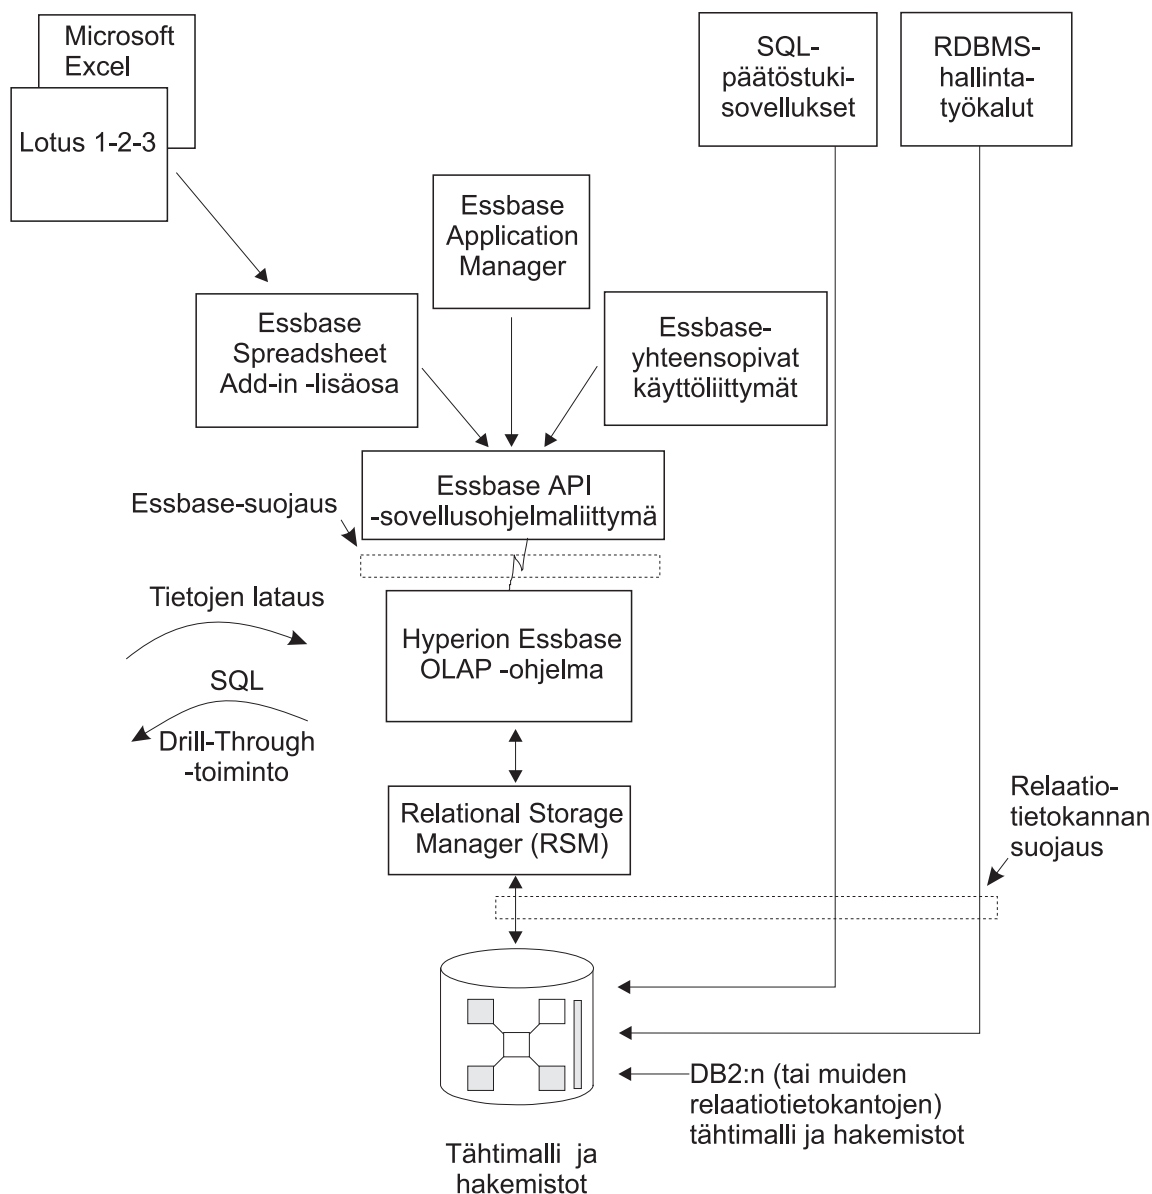 Microsoft
Excel
Lotus 1-2-3
SQL-
päätöstuki-
sovellukset
RDBMS-
hallinta-
työkalut
Essbase
Application
Manager
Essbase
Spreadsheet
Add-in -lisäosa
Essbase-
yhteensopivat
käyttöliittymät
Essbase API
-sovellusohjelmaliittymä
Essbase-suojaus
Tietojen lataus
SQL
Drill-Through
-toiminto
Hyperion Essbase
OLAP -ohjelma
Relational Storage
Manager (RSM)
Relaatio-
tietokannan
suojaus
DB2:n (tai muiden
relaatiotietokantojen)
tähtimalli ja hakemistot
Tähtimalli ja
hakemistot